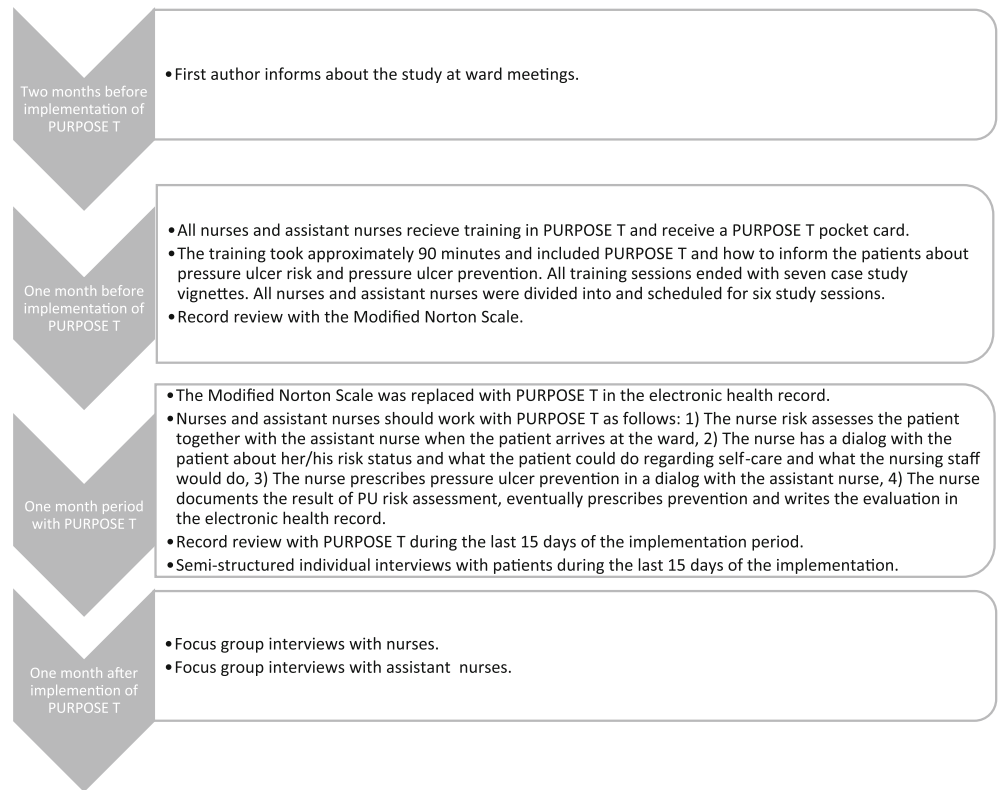 Two months before
implementation of
PURPOSE T
•First author informs about the study at ward meetings.
One month before
implementation of
PURPOSE T
•All nurses and assistant nurses recieve training in PURPOSE T and receive a PURPOSE T pocket card.
•The training took approximately 90 minutes and included PURPOSE T and how to inform the patients about
pressure ulcer risk and pressure ulcer prevention. All training sessions ended with seven case study
vignettes. All nurses and assistant nurses were divided into and scheduled for six study sessions.
•Record review with the Modified Norton Scale.
One month period
with PURPOSE T
•The Modified Norton Scale was replaced with PURPOSE T in the electronic health record.
•Nurses and assistant nurses should work with PURPOSE T as follows: 1) The nurse risk assesses the patient
together with the assistant nurse when the patient arrives at the ward, 2) The nurse has a dialog with the
patient about her/his risk status and what the patient could do regarding self-care and what the nursing staff
would do, 3) The nurse prescribes pressure ulcer prevention in a dialog with the assistant nurse, 4) The nurse
documents the result of PU risk assessment, eventually prescribes prevention and writes the evaluation in
the electronic health record.
•Record review with PURPOSE T during the last 15 days of the implementation period.
•Semi-structured individual interviews with patients during the last 15 days of the implementation.
One month after
implemention of
PURPOSE T
•Focus group interviews with nurses.
•Focus group interviews with assistant  nurses.